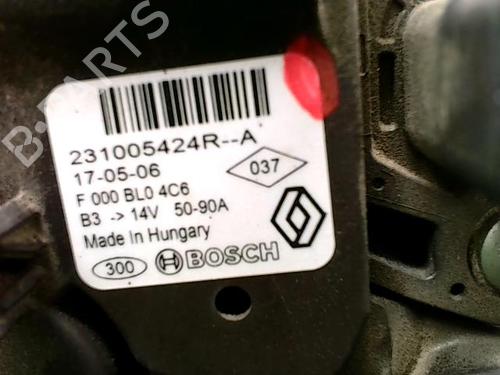 B-PARTS
231005424R--A
17-05-06
037
F 000 BL0 4C6
B3 -> 14V 50-90A
Made In Hungary
300 BOSCH